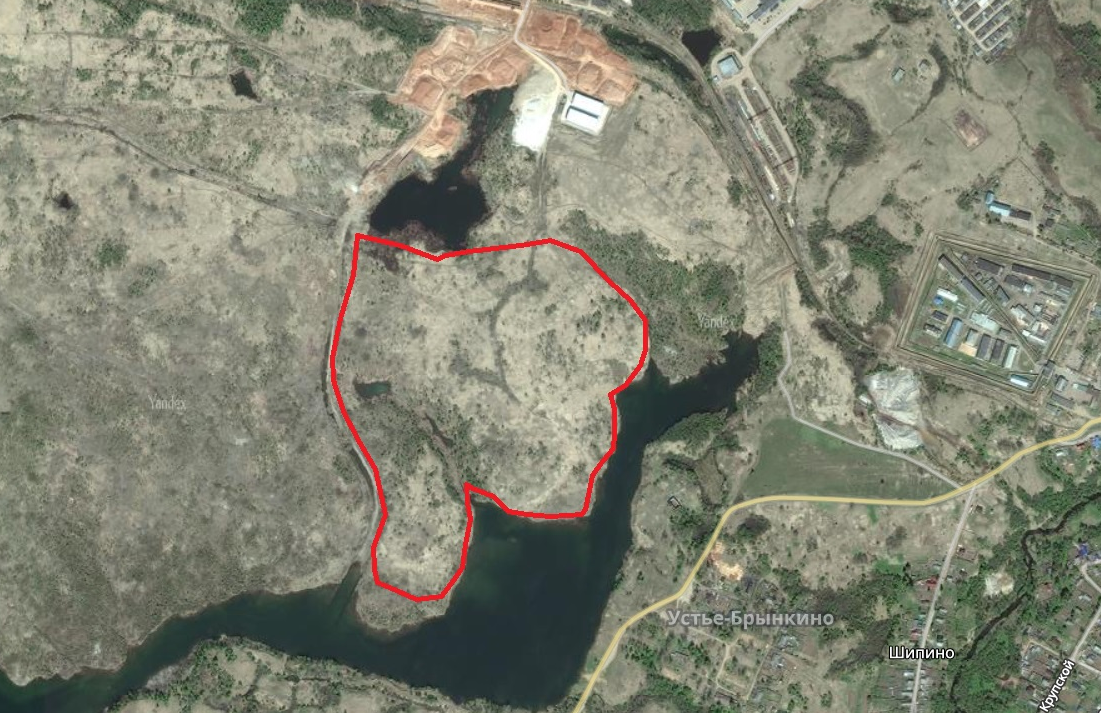 Yandex
Yandex
Устье-Брынкино
Шипино
Крупской